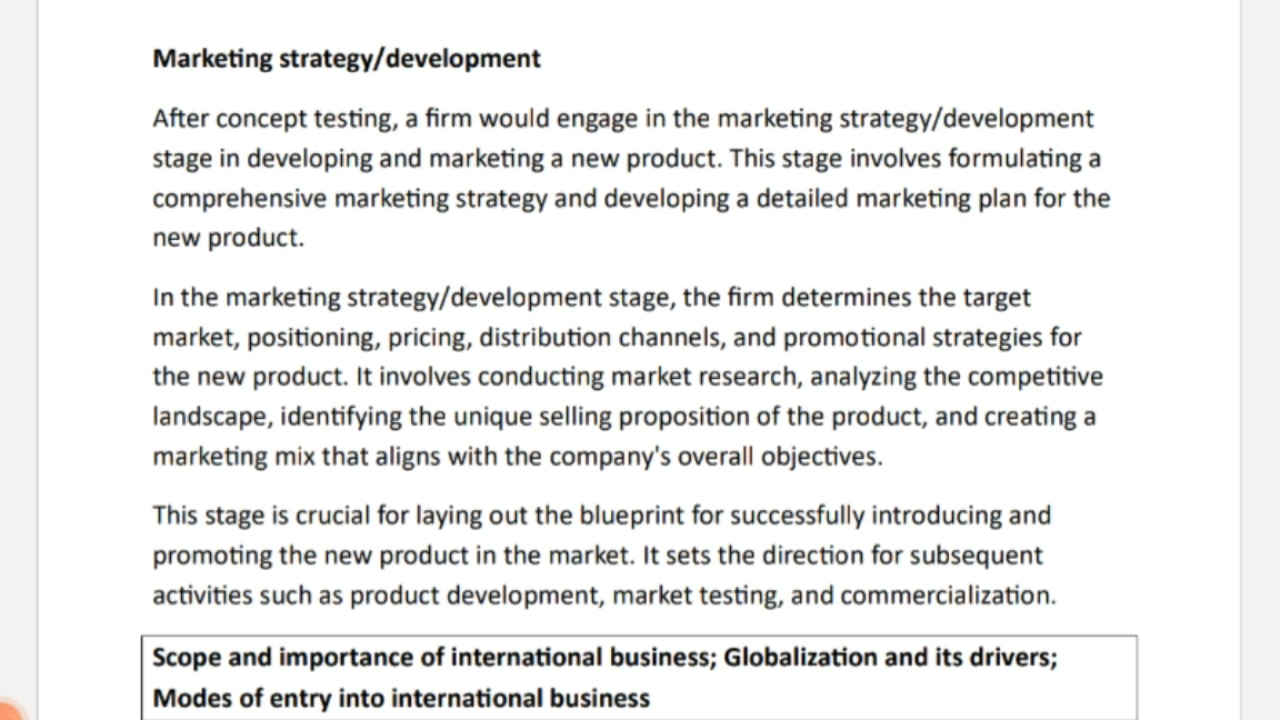 Marketing strategy/development
After concept testing, a firm would engage in the marketing strategy/development
stage in developing and marketing a new product. This stage involves formulating a
comprehensive marketing strategy and developing a detailed marketing plan for the
new product.
In the marketing strategy/development stage, the firm determines the target
market, positioning, pricing, distribution channels, and promotional strategies for
the new product. It involves conducting market research, analyzing the competitive
landscape, identifying the unique selling proposition of the product, and creating a
marketing mix that aligns with the company's overall objectives.
This stage is crucial for laying out the blueprint for successfully introducing and
promoting the new product in the market. It sets the direction for subsequent
activities such as product development, market testing, and commercialization.
Scope and importance of international business; Globalization and its drivers;
Modes of entry into international business